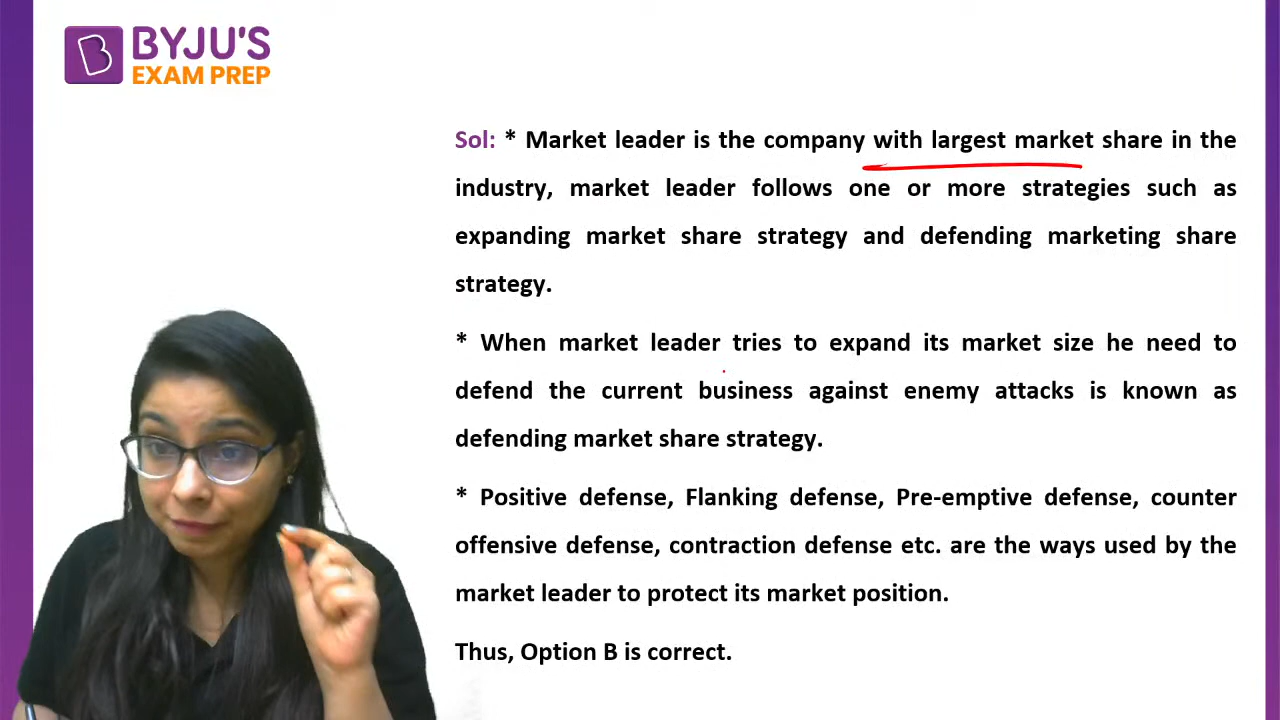 BYJU'S
EXAM PREP
Sol: * Market leader is the company with largest market share in the
industry, market leader follows one or more strategies such as
expanding market share strategy and defending marketing share
strategy.
* When market leader tries to expand its market size he need to
defend the current business against enemy attacks is known as
defending market share strategy.
* Positive defense, Flanking defense, Pre-emptive defense, counter
offensive defense, contraction defense etc. are the ways used by the
market leader to protect its market position.
Thus, Option B is correct.